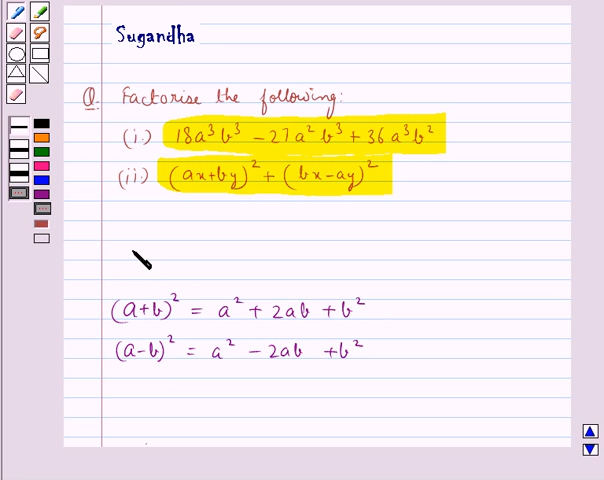 Sugandha
Q. Factorise the following:
(i.) 18a³b³ - 27a²b³ + 36a³b²
(ii.) (ax+by)² + (bx-ay)²
(a+b)² = a² + 2ab + b²
(a-b)² = a² - 2ab + b²